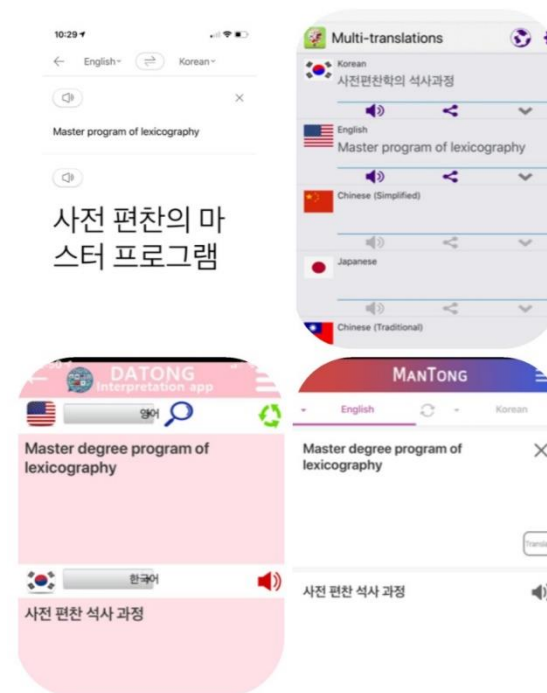 10:29
English
Korean
Master program of lexicography
사전 편찬의 마
스터 프로그램
Multi-translations
Korean
사전편찬학의 석사과정
English
Master program of lexicography
Chinese (Simplified)
Japanese
Chinese (Traditional)
DATONG
Interpretation app
영어
Master degree program of
lexicography
한국어
사전 편찬 석사 과정
MANTONG
English
Korean
Master degree program of
lexicography
사전 편찬 석사 과정